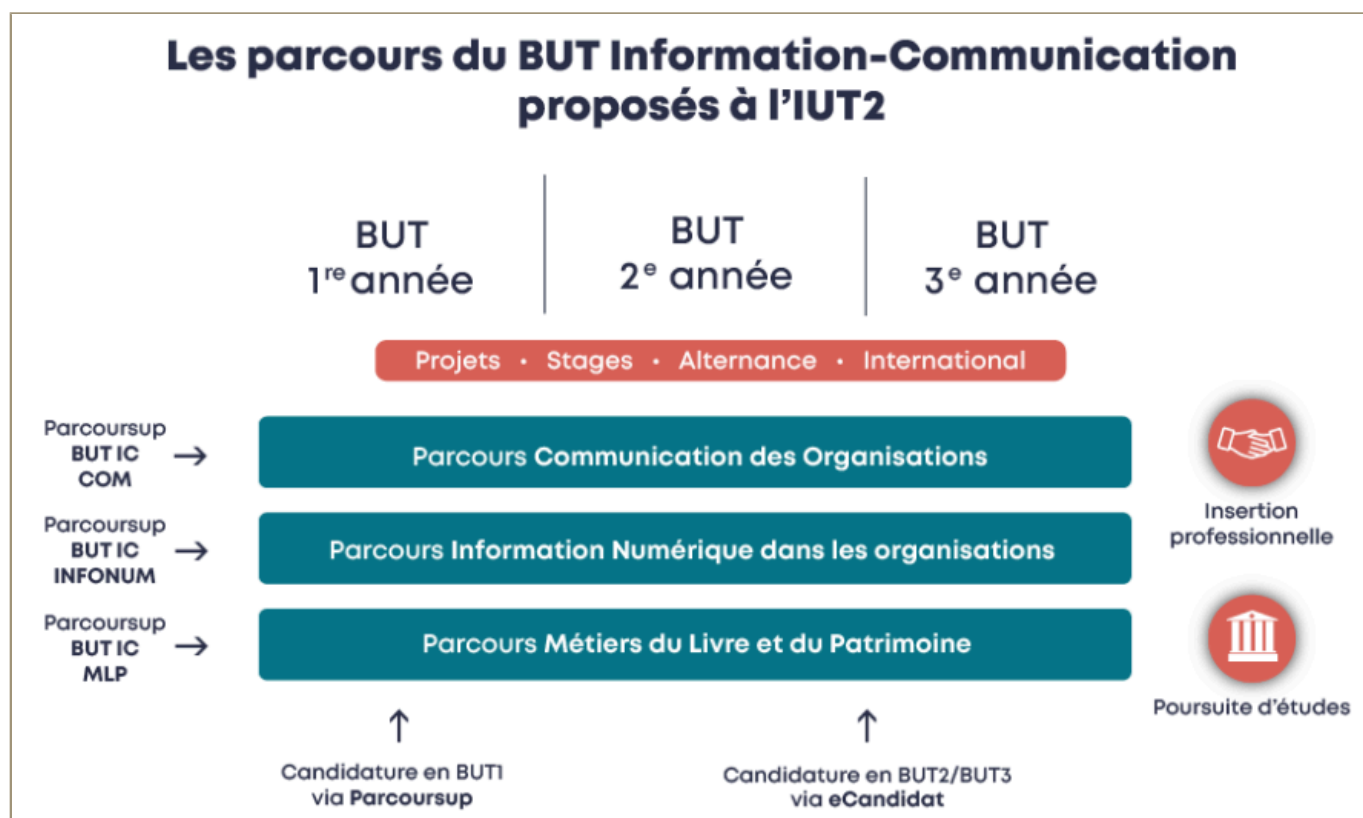 Les parcours du BUT Information-Communication
proposés à l'IUT2
BUT
1re année
BUT
2e année
BUT
3e année
Projets · Stages · Alternance · International
Parcoursup
BUT IC
COM
→
Parcours Communication des Organisations
Parcoursup
BUT IC
INFONUM
→
Parcours Information Numérique dans les organisations
Parcoursup
BUT IC
MLP
→
Parcours Métiers du Livre et du Patrimoine
Insertion
professionnelle
Poursuite d'études
↑
Candidature en BUT1
via Parcoursup
↑
Candidature en BUT2/BUT3
via eCandidat